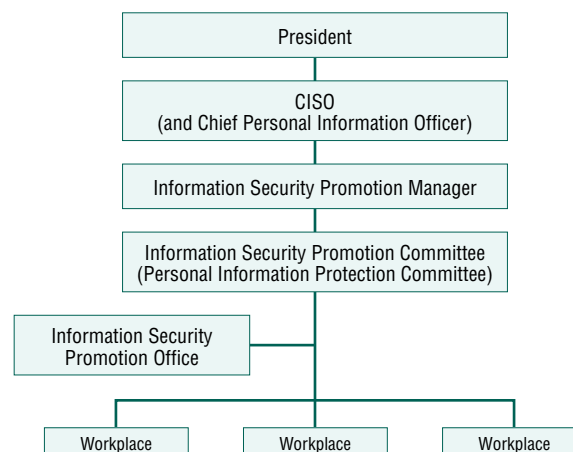 President
CISO
(and Chief Personal Information Officer)
Information Security Promotion Manager
Information Security Promotion Committee
(Personal Information Protection Committee)
Information Security
Promotion Office
Workplace
Workplace
Workplace